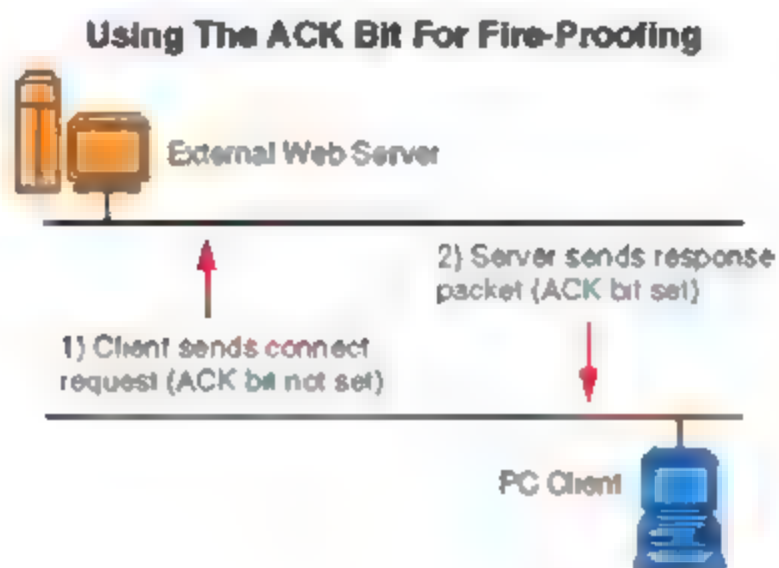 Using The ACK Bit For Fire-Proofing
External Web Server
2) Server sends response
packet (ACK bit set)
1) Client sends connect
request (ACK bit not set)
PC Client